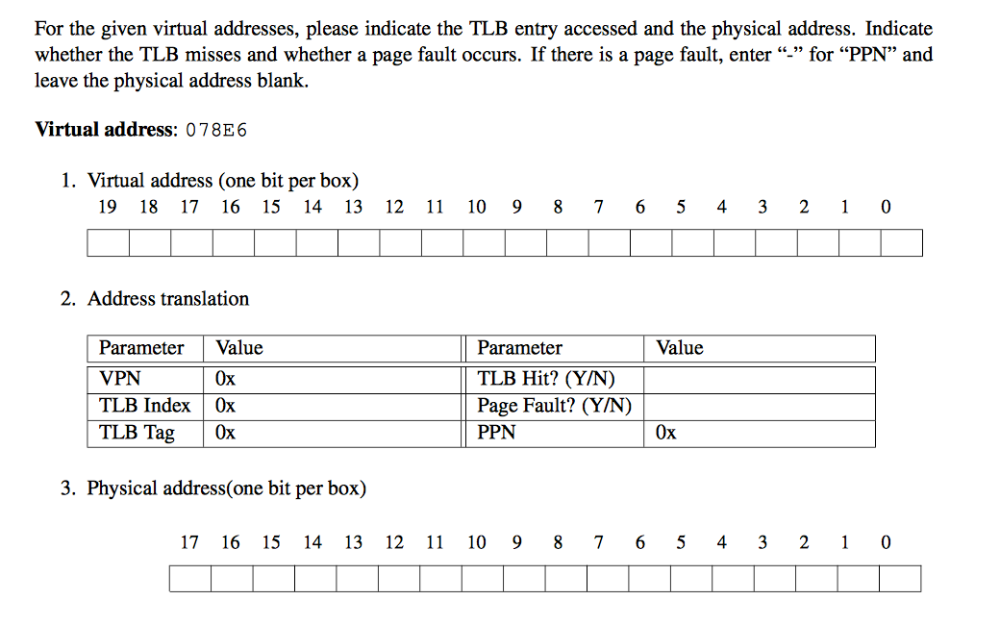 For the given virtual addresses, please indicate the TLB entry accessed and the physical address. Indicate
whether the TLB misses and whether a page fault occurs. If there is a page fault, enter “-” for “PPN” and
leave the physical address blank.
Virtual address: 078E6
1. Virtual address (one bit per box)
19 18 17 16 15 14 13 12 11 10 9 8 7 6 5 4 3 2 1 0
2. Address translation
Parameter Value Parameter Value
VPN 0x TLB Hit? (Y/N)
TLB Index 0x Page Fault? (Y/N)
TLB Tag 0x PPN 0x
3. Physical address(one bit per box)
17 16 15 14 13 12 11 10 9 8 7 6 5 4 3 2 1 0